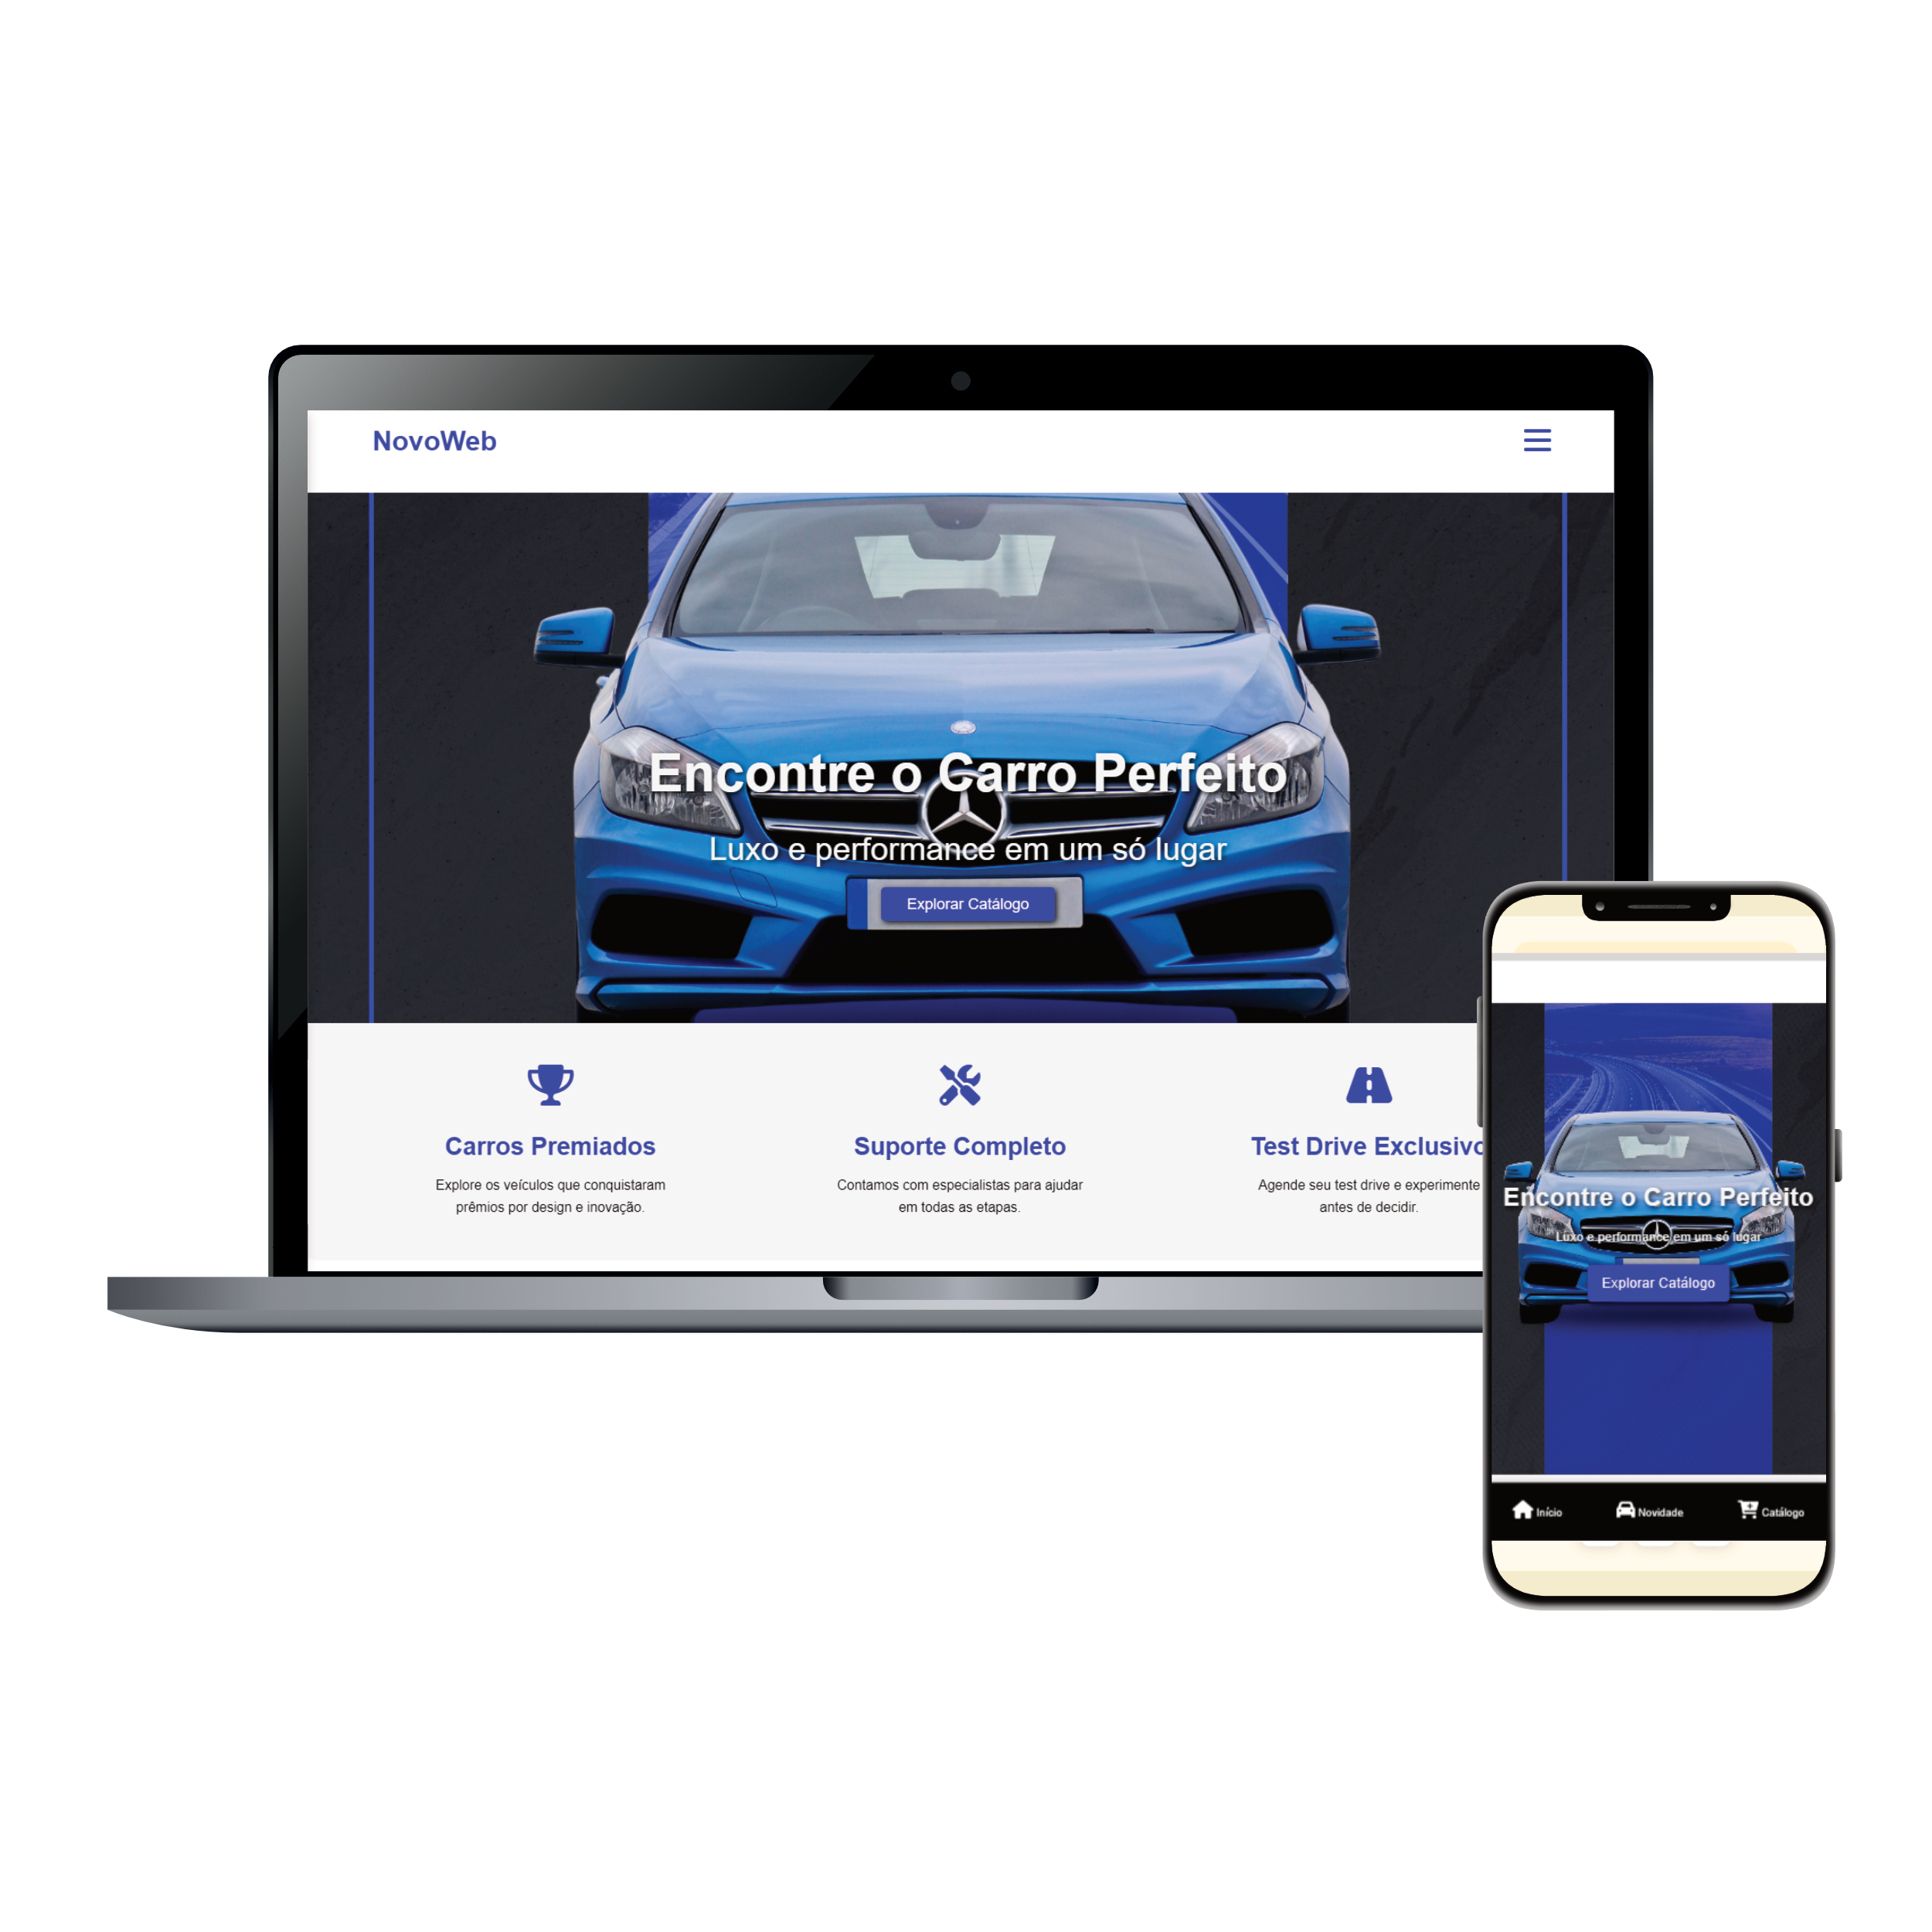 NovoWeb
Encontre o Carro Perfeito
Luxo e performance em um só lugar
Explorar Catálogo
Carros Premiados
Explore os veículos que conquistaram
prêmios por design e inovação.
Suporte Completo
Contamos com especialistas para ajudar
em todas as etapas.
Test Drive Exclusivo
Agende seu test drive e experimente
antes de decidir.
Encontre o Carro Perfeito
Luxo e performance em um só lugar
Explorar Catálogo
Início
Novidade
Catálogo